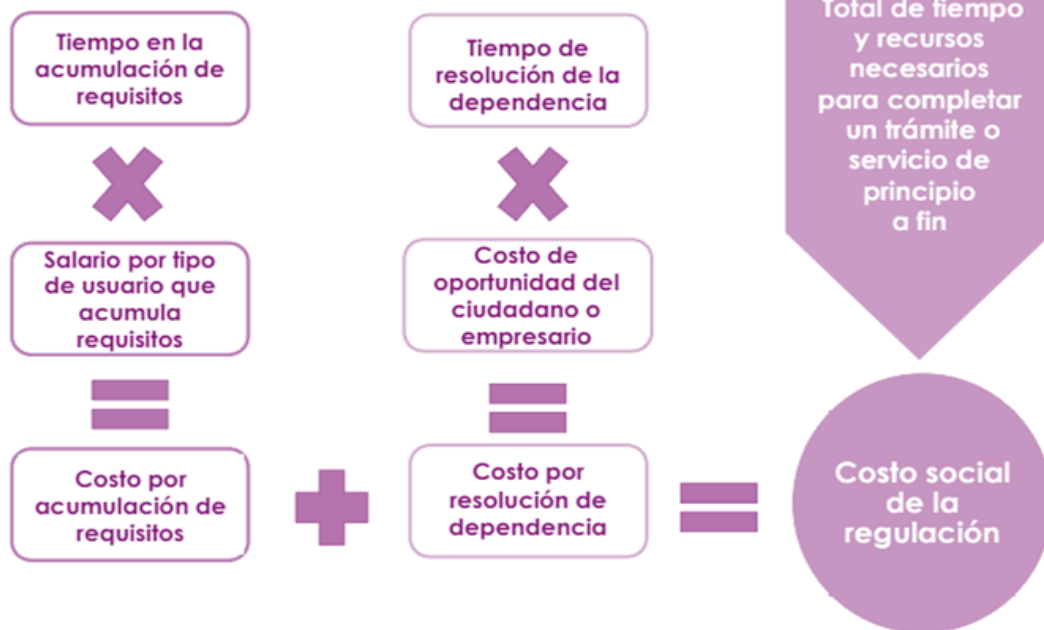 Tiempo en la
acumulación de
requisitos
Tiempo de
resolución de la
dependencia
Total de tiempo
y recursos
necesarios
para completar
un trámite o
servicio de
principio
a fin
Salario por tipo
de usuario que
acumula
requisitos
Costo de
oportunidad del
ciudadano o
empresario
Costo por
acumulación de
requisitos
Costo por
resolución de
dependencia
Costo social
de la
regulación